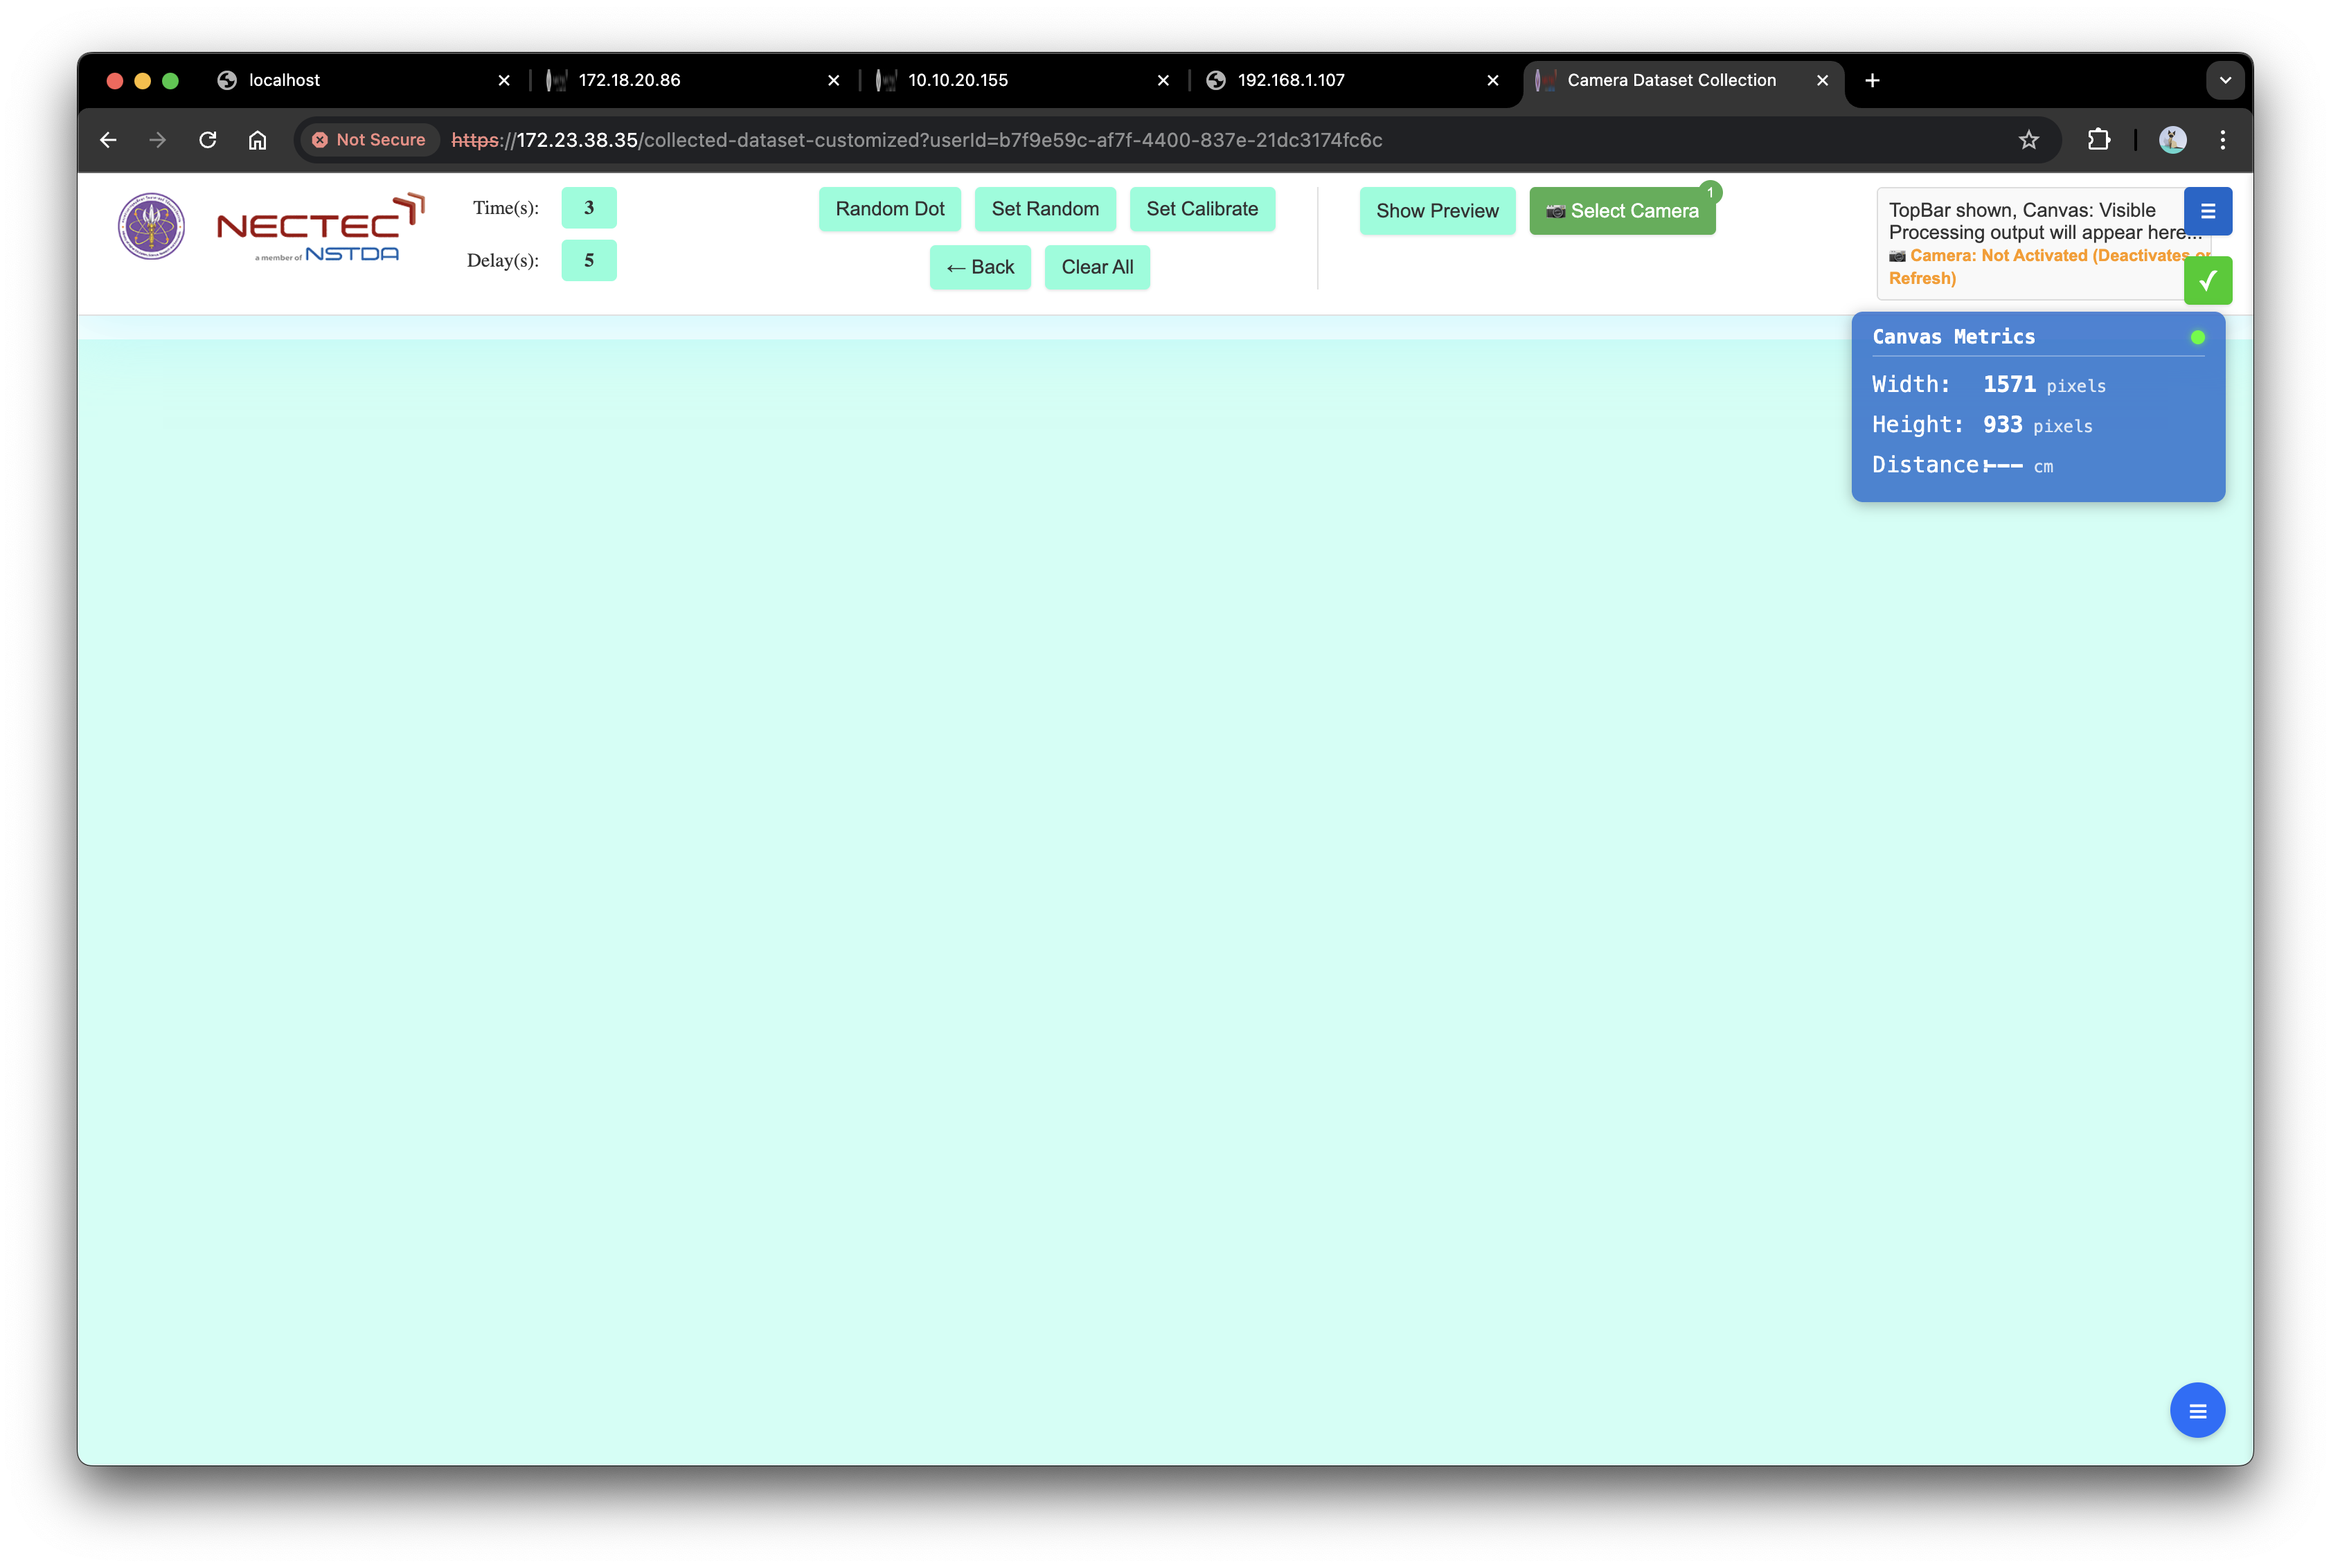 localhost
172.18.20.86
10.10.20.155
192.168.1.107
Camera Dataset Collection
Not Secure
https://172.23.38.35/collected-dataset-customized?userId=b7f9e59c-af7f-4400-837e-21dc3174fc6c
NECTEC
a member of NSTDA
Time(s): 3
Delay(s): 5
Random Dot
Set Random
Set Calibrate
← Back
Clear All
Show Preview
Select Camera
1
TopBar shown, Canvas: Visible
Processing output will appear here...
Camera: Not Activated (Deactivates or
Refresh)
Canvas Metrics
Width: 1571 pixels
Height: 933 pixels
Distance: --- cm